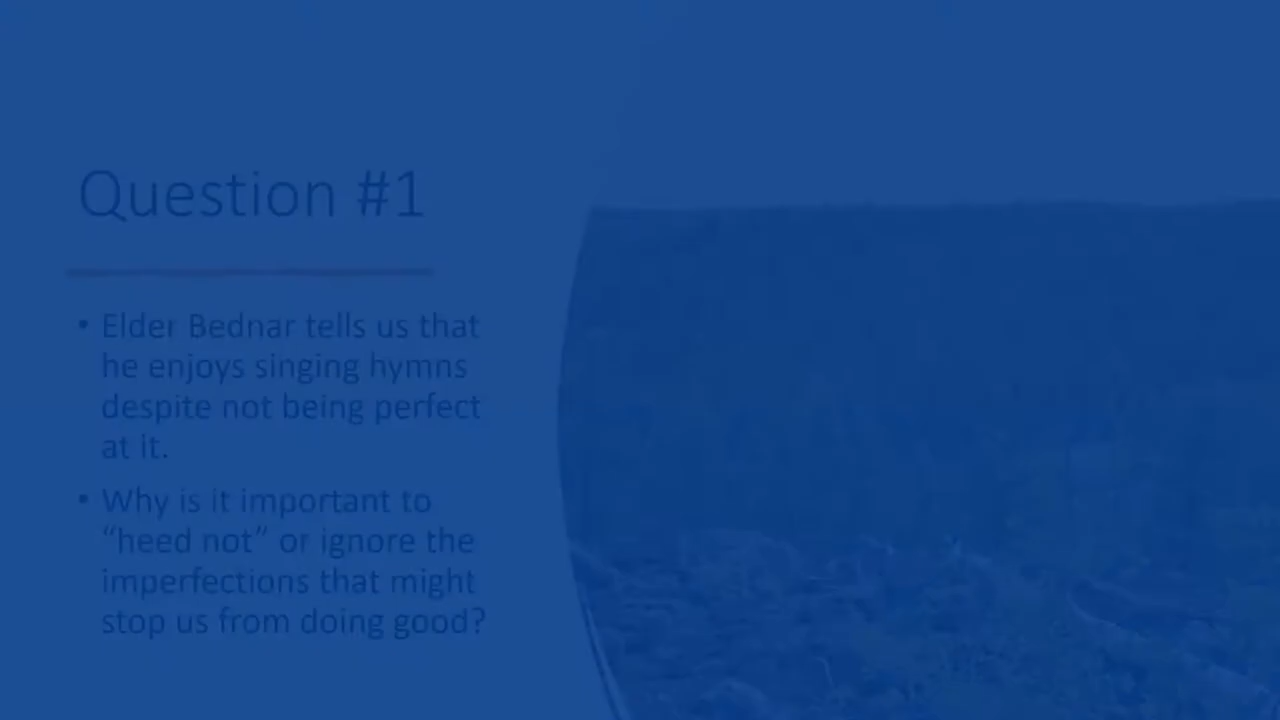 Question #1
• Elder Bednar tells us that
he enjoys singing hymns
despite not being perfect
at it.
• Why is it important to
“heed not” or ignore the
imperfections that might
stop us from doing good?